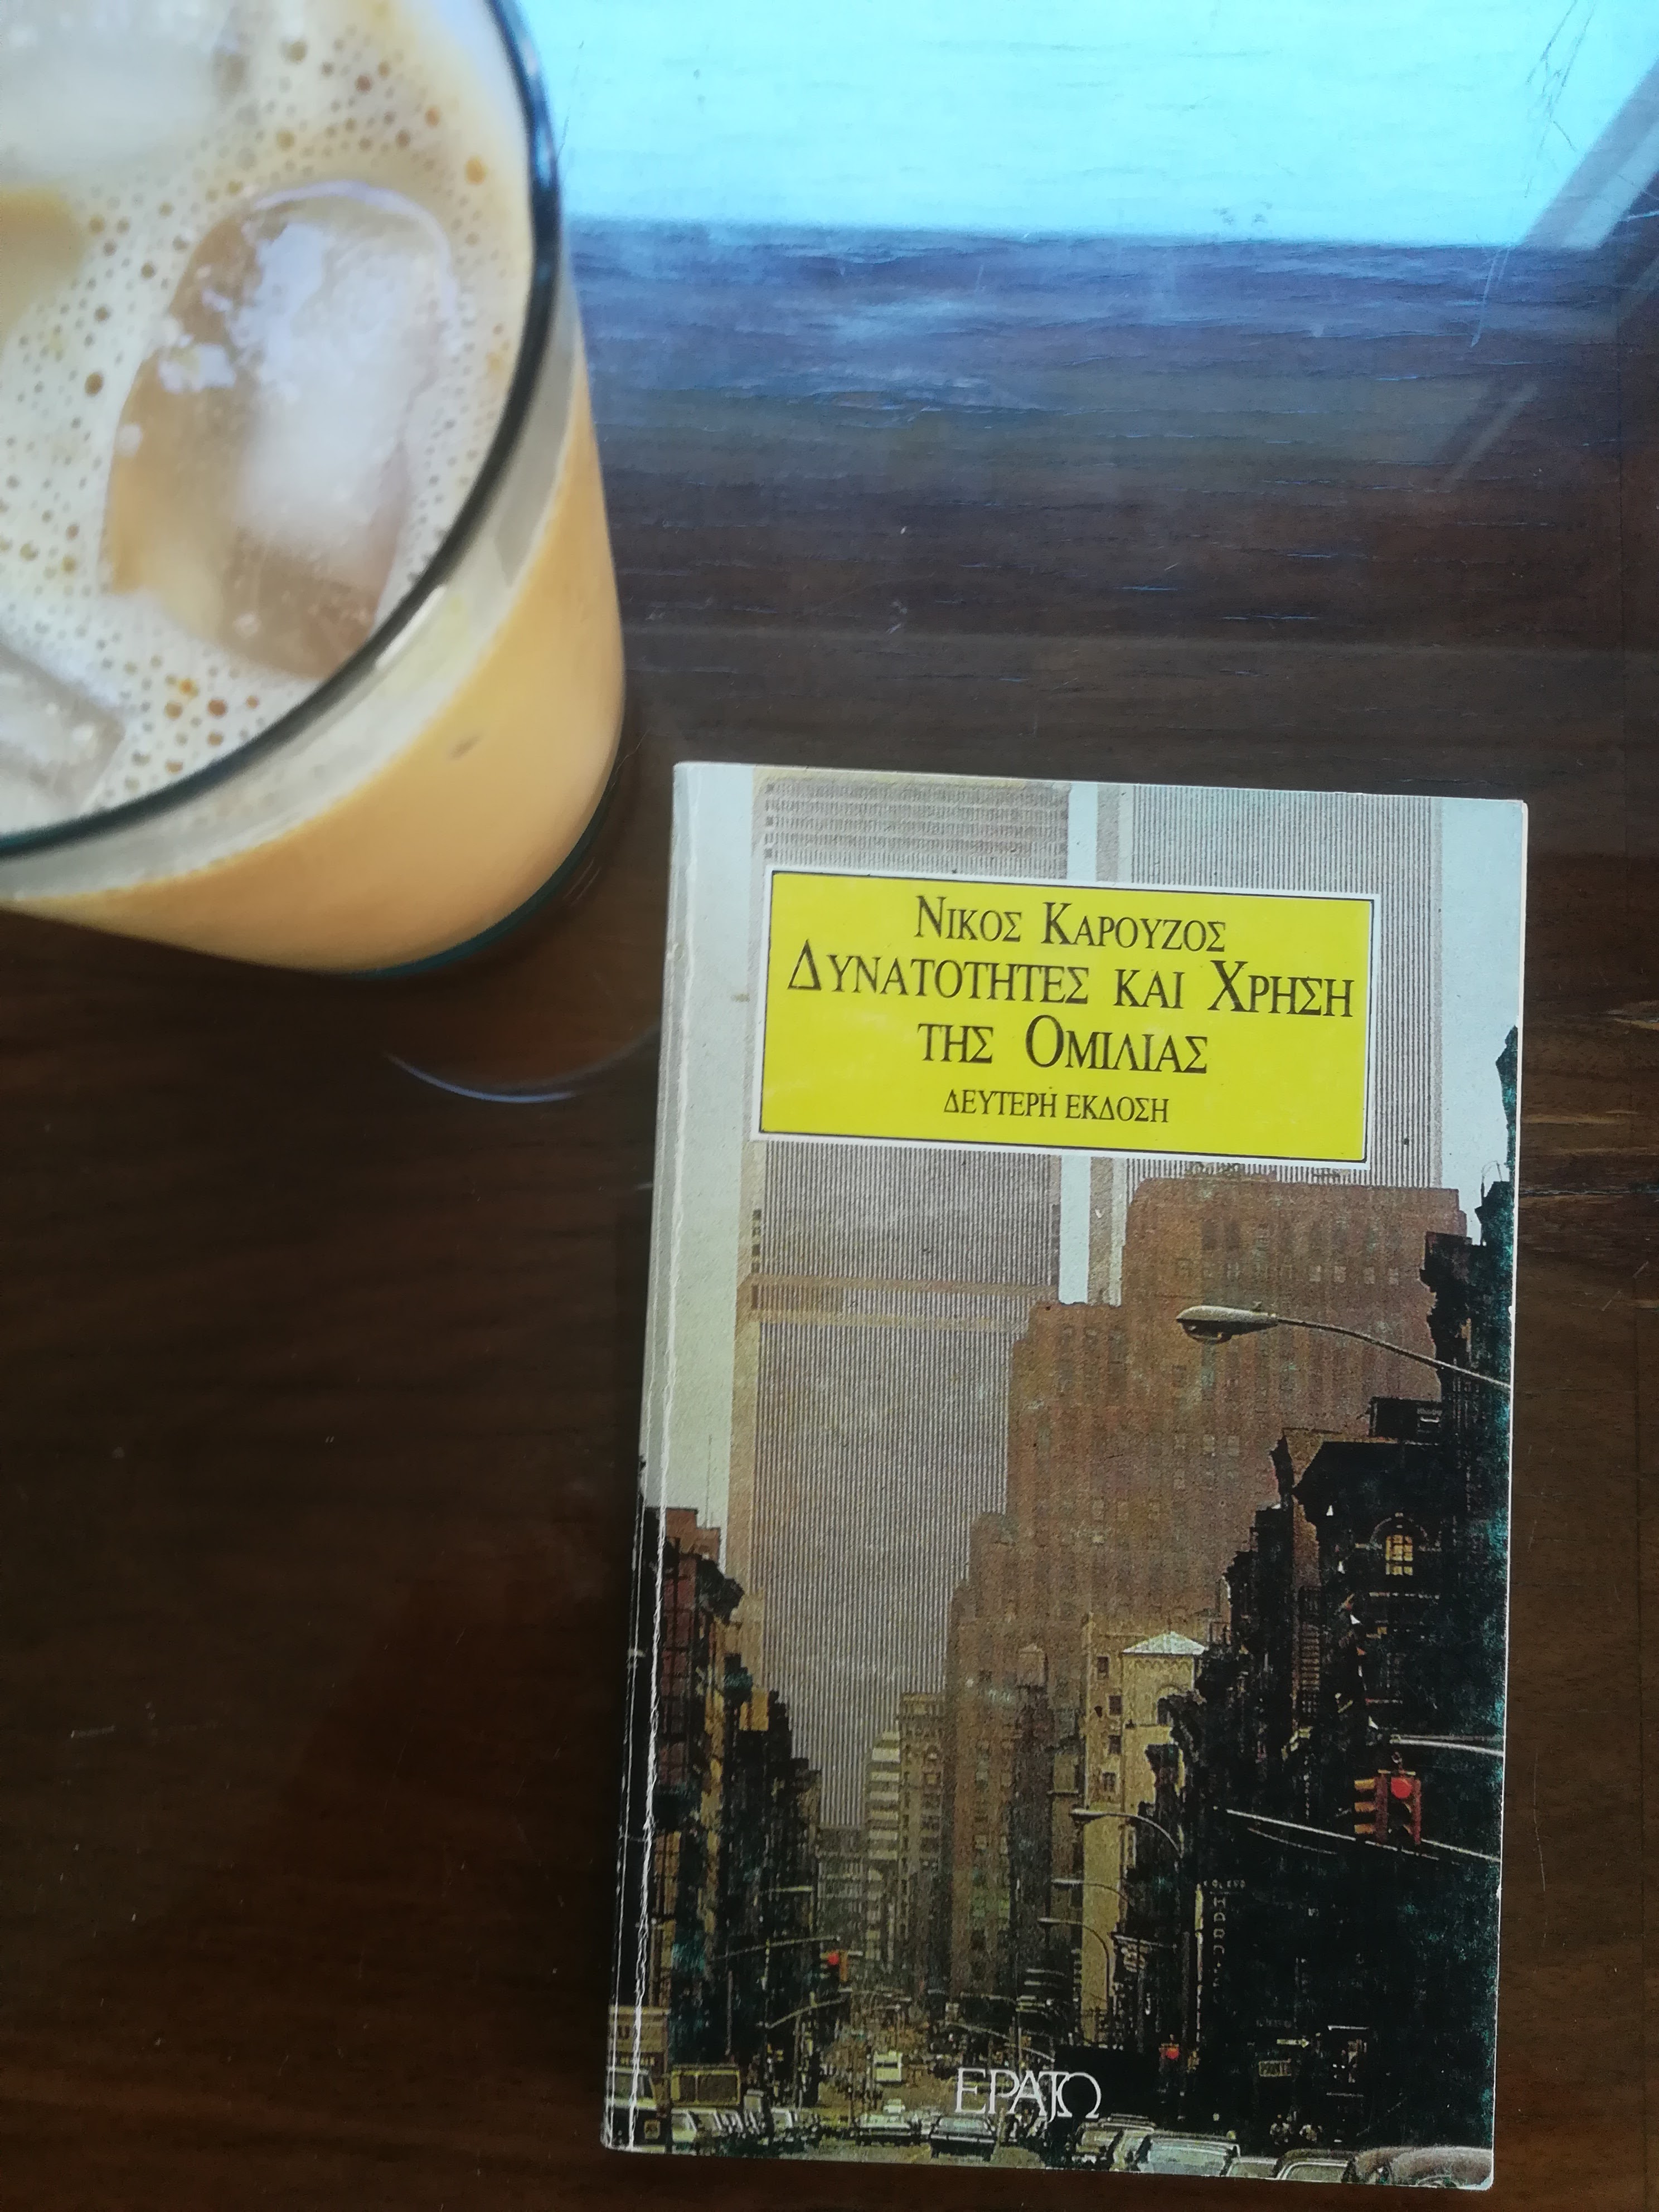 ΝΙΚΟΣ ΚΑΡΟΥΖΟΣ
ΔΥΝΑΤΟΤΗΤΕΣ ΚΑΙ ΧΡΗΣΗ
ΤΗΣ ΟΜΙΛΙΑΣ
ΔΕΥΤΕΡΗ ΕΚΔΟΣΗ
ΕΡΑΤΩ